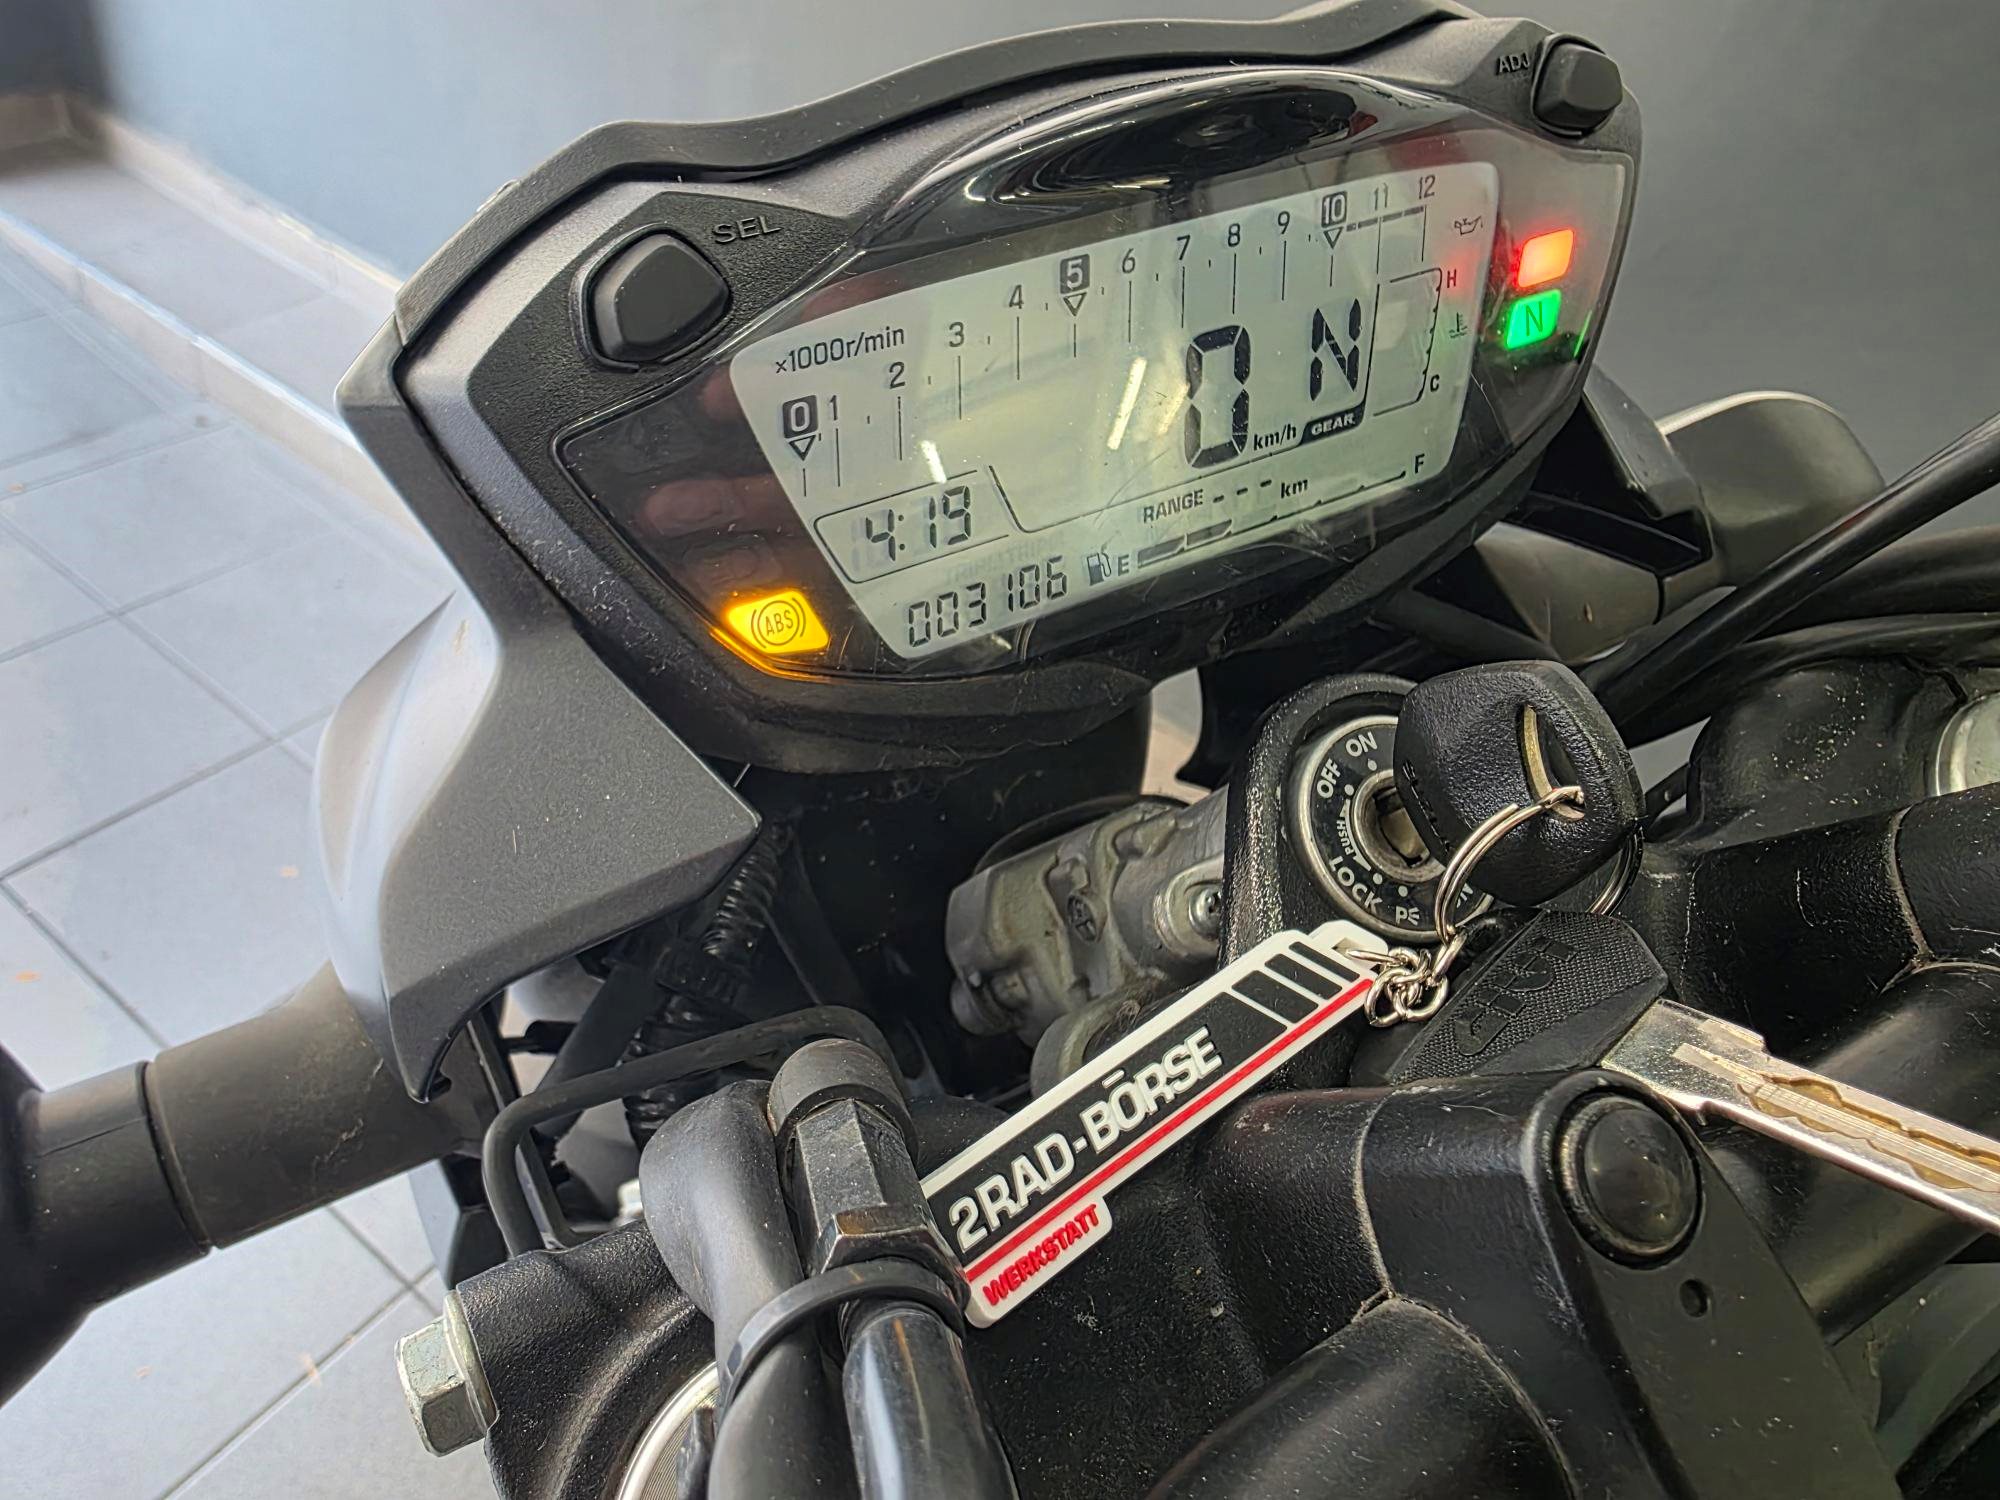 SEL
ADJ
×1000r/min
0 1 2 3 4 5 6 7 8 9 10 11 12
H
C
0 km/h
N
GEAR
N
4:19
RANGE --- km
003106
E
F
ABS
ON
OFF
PUSH
LOCK
P
2RAD-BÖRSE
WERKSTATT